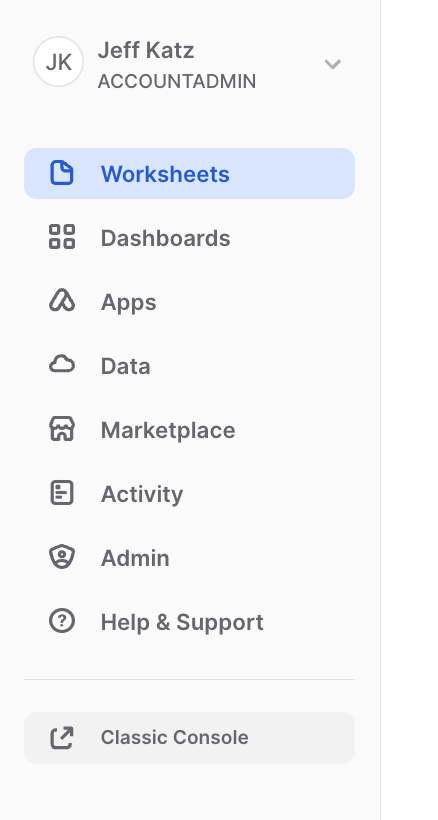 JK
Jeff Katz
ACCOUNTADMIN
Worksheets
Dashboards
Apps
Data
Marketplace
Activity
Admin
Help & Support
Classic Console